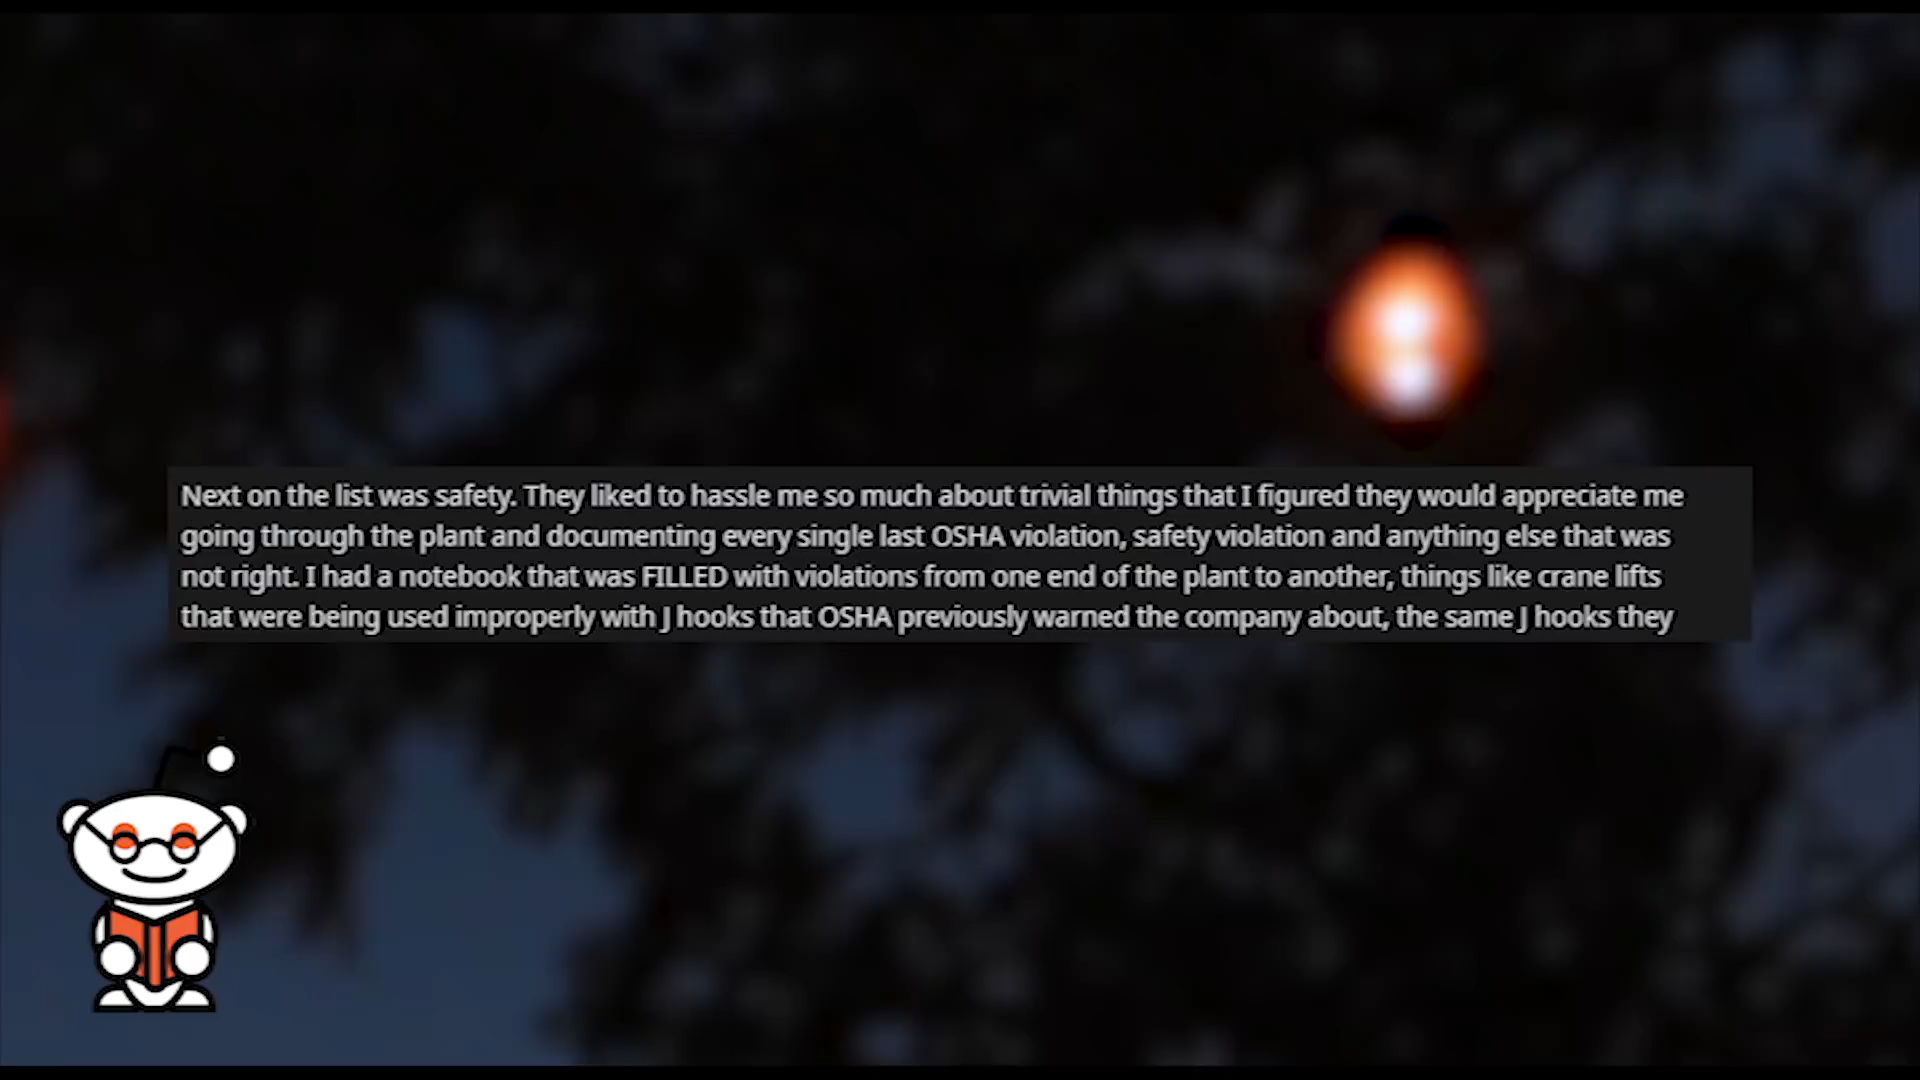 Next on the list was safety. They liked to hassle me so much about trivial things that I figured they would appreciate me
going through the plant and documenting every single last OSHA violation, safety violation and anything else that was
not right. I had a notebook that was FILLED with violations from one end of the plant to another, things like crane lifts
that were being used improperly with J hooks that OSHA previously warned the company about, the same J hooks they